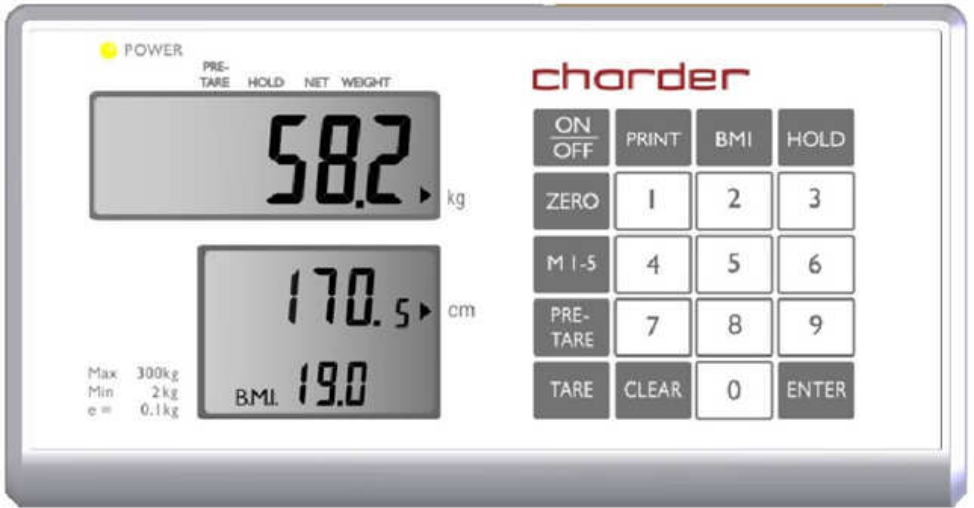 POWER
PRE-
TARE HOLD NET WEIGHT
58.2 kg
170.5 cm
B.M.I. 19.0
Max 300kg
Min 2kg
e = 0.1kg
charder
ON
OFF
PRINT
BMI
HOLD
ZERO
1
2
3
M 1-5
4
5
6
PRE-
TARE
7
8
9
TARE
CLEAR
0
ENTER